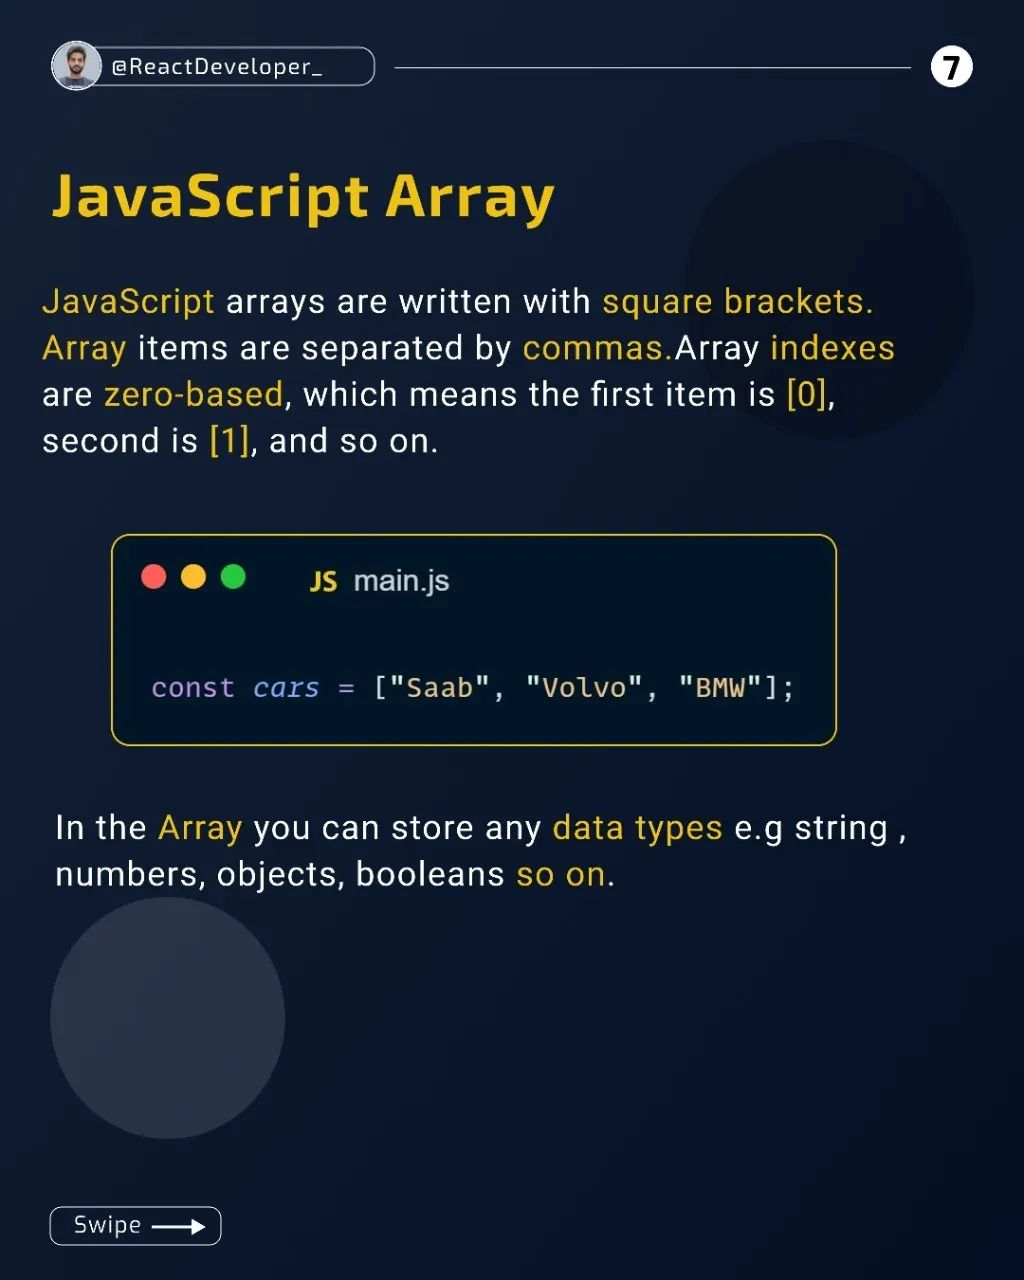 @ReactDeveloper_
7
JavaScript Array
JavaScript arrays are written with square brackets.
Array items are separated by commas.Array indexes
are zero-based, which means the first item is [0],
second is [1], and so on.
JS main.js
const cars = ["Saab", "Volvo", "BMW"];
In the Array you can store any data types e.g string ,
numbers, objects, booleans so on.
Swipe